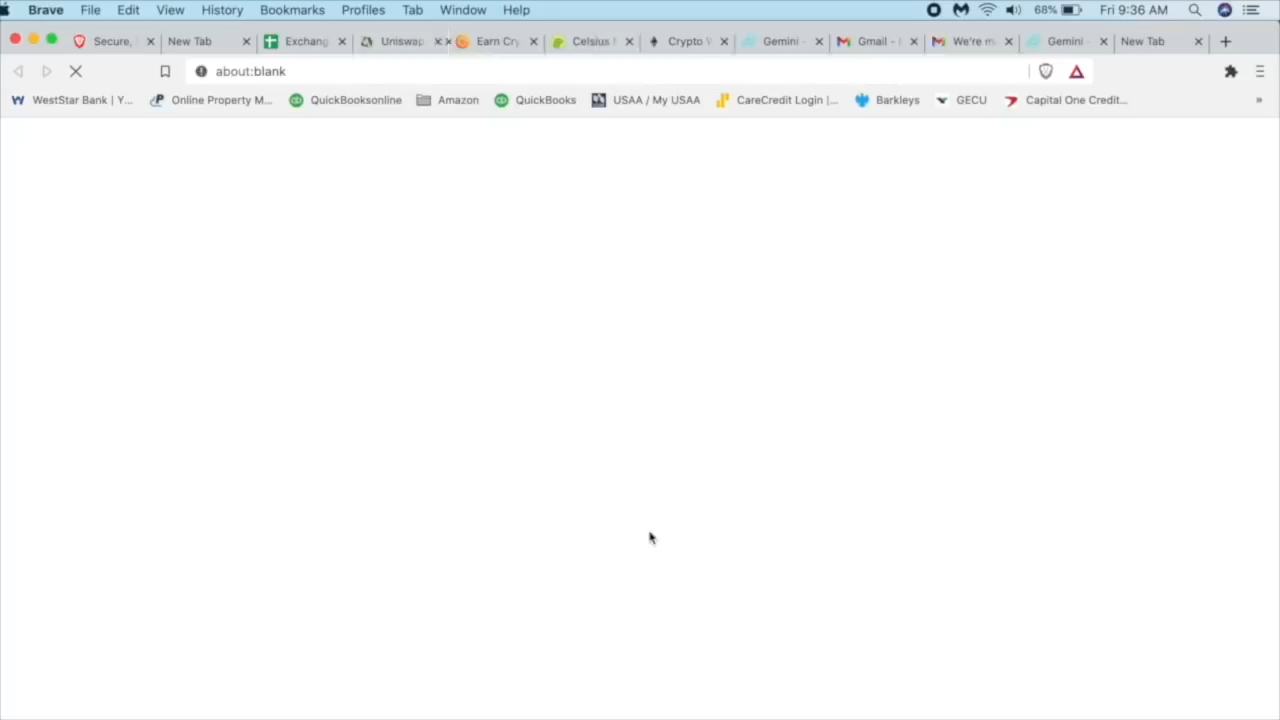 Brave File Edit View History Bookmarks Profiles Tab Window Help 68% Fri 9:36 AM
Secure, New Tab Exchang Uniswap Earn Cry Celsius Crypto Gemini - Gmail - We're m Gemini - New Tab
about:blank
WestStar Bank | Y... Online Property M... QuickBooksonline Amazon QuickBooks USAA / My USAA CareCredit Login |... Barkleys GECU Capital One Credit... »